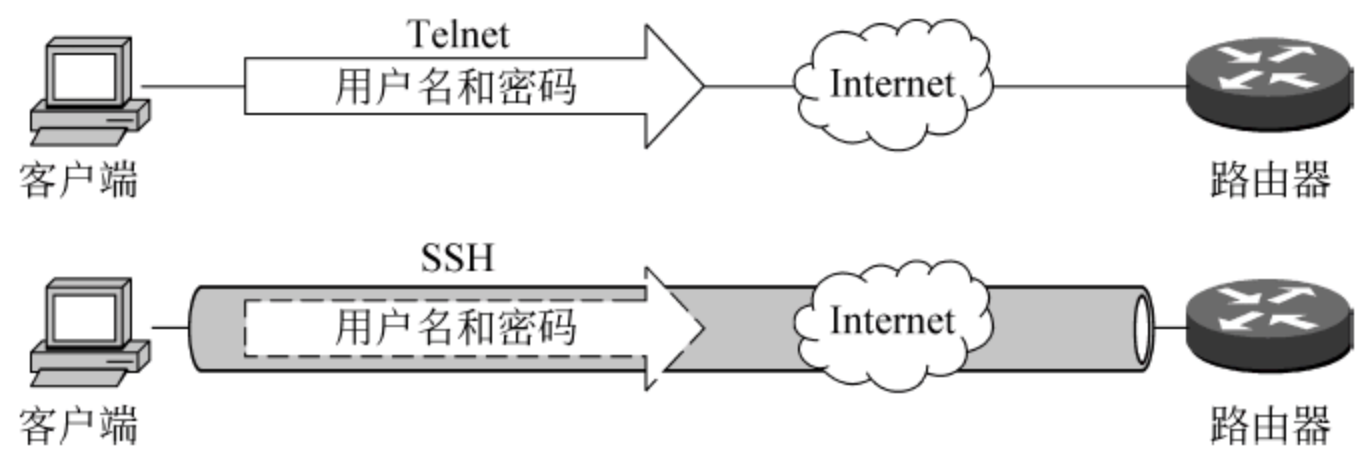 Telnet
用户名和密码
Internet
客户端
路由器
SSH
用户名和密码
Internet
客户端
路由器